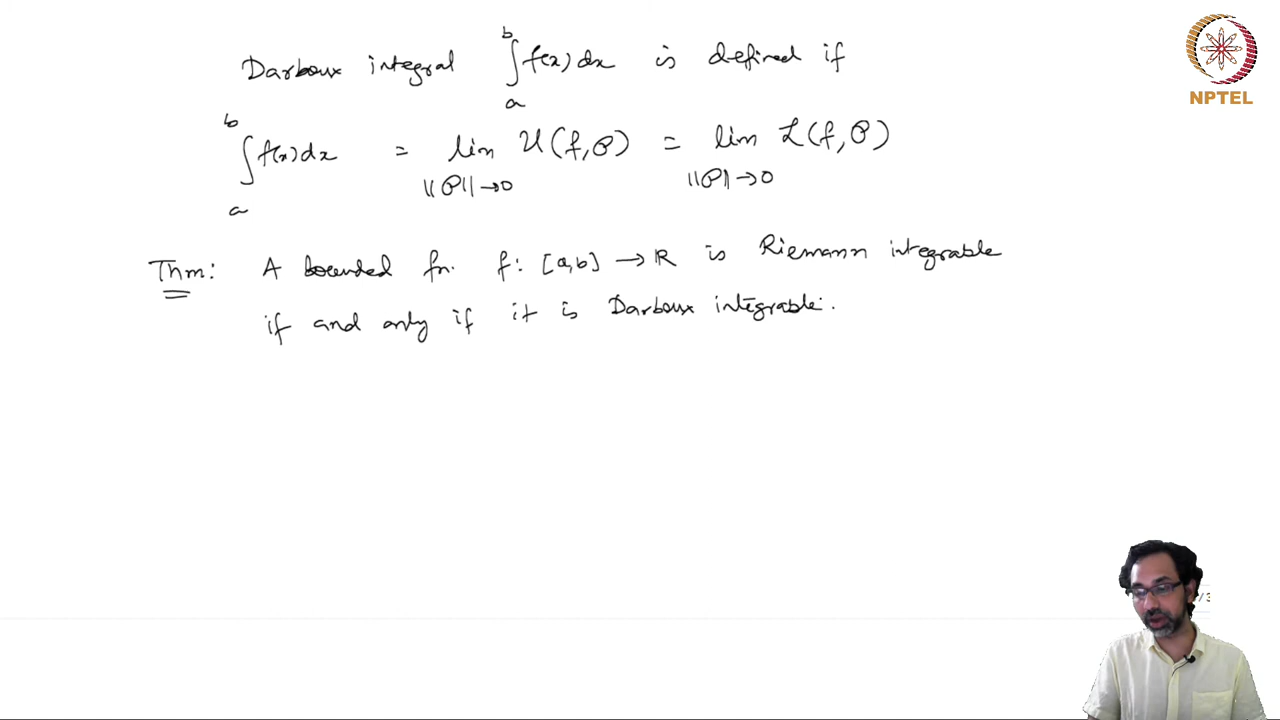 Darboux integral ∫_a^b f(x) dx is defined if
∫_a^b f(x) dx = lim_{||P||→0} U(f, P) = lim_{||P||→0} L(f, P)
Thm: A bounded fn. f: [a,b] → R is Riemann integrable
if and only if it is Darboux integrable.
NPTEL